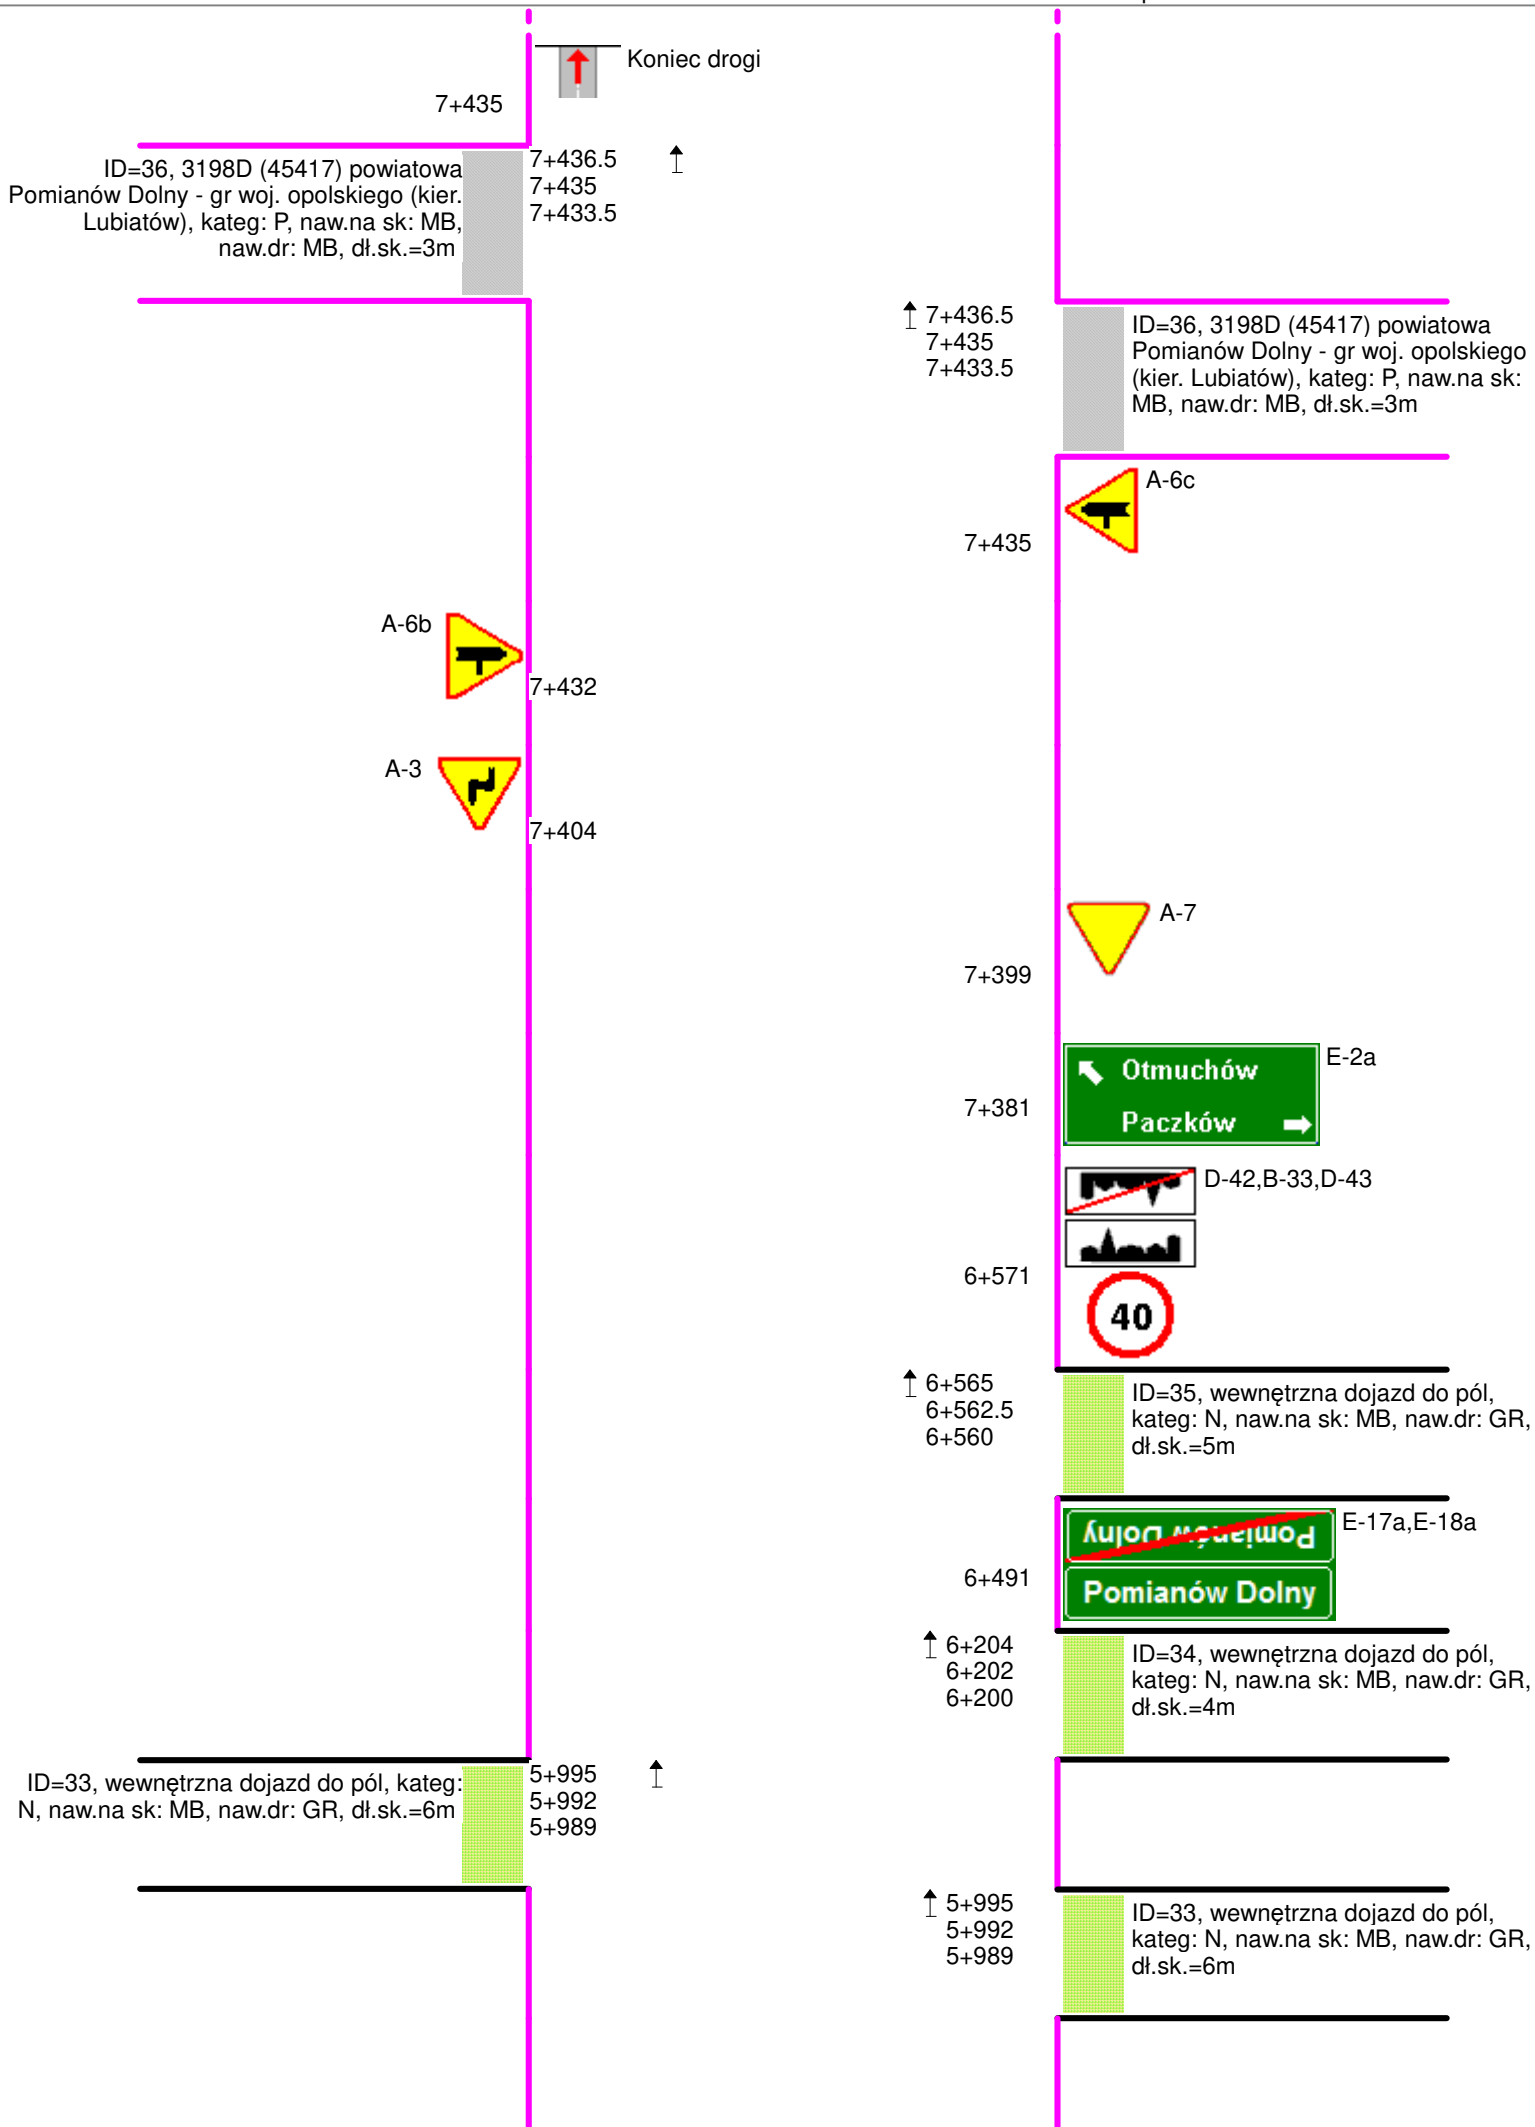 Koniec drogi
7+435
ID=36, 3198D (45417) powiatowa
Pomianów Dolny - gr woj. opolskiego (kier.
Lubiatów), kateg: P, naw.na sk: MB,
naw.dr: MB, dł.sk.=3m
7+436.5
7+435
7+433.5
7+436.5
7+435
7+433.5
ID=36, 3198D (45417) powiatowa
Pomianów Dolny - gr woj. opolskiego
(kier. Lubiatów), kateg: P, naw.na sk:
MB, naw.dr: MB, dł.sk.=3m
A-6c
7+435
A-6b
7+432
A-3
7+404
A-7
7+399
E-2a
Otmuchów
Paczków
7+381
D-42,B-33,D-43
6+571
40
6+565
6+562.5
6+560
ID=35, wewnętrzna dojazd do pól,
kateg: N, naw.na sk: MB, naw.dr: GR,
dł.sk.=5m
Pomianów Dolny
E-17a,E-18a
Pomianów Dolny
6+491
6+204
6+202
6+200
ID=34, wewnętrzna dojazd do pól,
kateg: N, naw.na sk: MB, naw.dr: GR,
dł.sk.=4m
ID=33, wewnętrzna dojazd do pól, kateg:
N, naw.na sk: MB, naw.dr: GR, dł.sk.=6m
5+995
5+992
5+989
5+995
5+992
5+989
ID=33, wewnętrzna dojazd do pól,
kateg: N, naw.na sk: MB, naw.dr: GR,
dł.sk.=6m